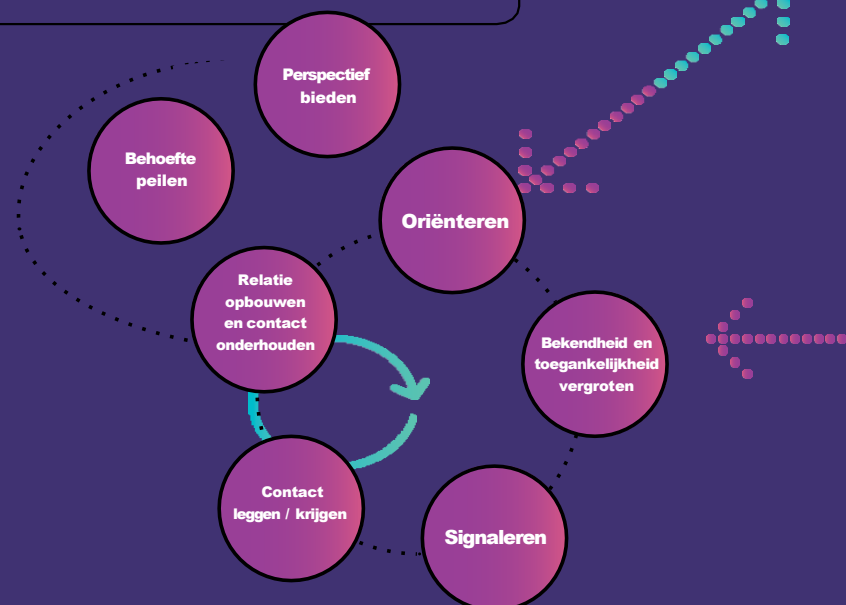 Perspectief
bieden
Behoefte
peilen
Oriënteren
Relatie
opbouwen
en contact
onderhouden
Bekendheid en
toegankelijkheid
vergroten
Contact
leggen / krijgen
Signaleren